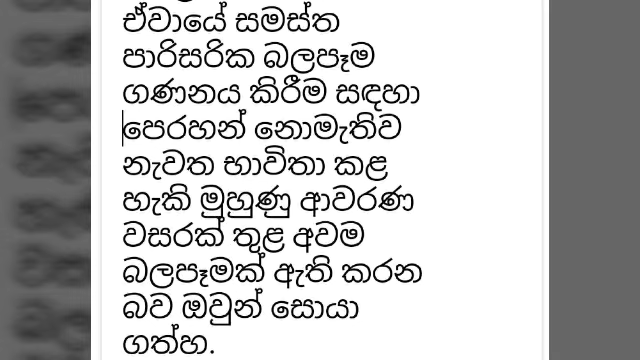 ඒවායේ සමස්ත
පාරිසරික බලපෑම
ගණනය කිරීම සඳහා
පෙරහන් නොමැතිව
නැවත භාවිතා කළ
හැකි මුහුණු ආවරණ
වසරක් තුළ අවම
බලපෑමක් ඇති කරන
බව ඔවුන් සොයා
ගත්හ.